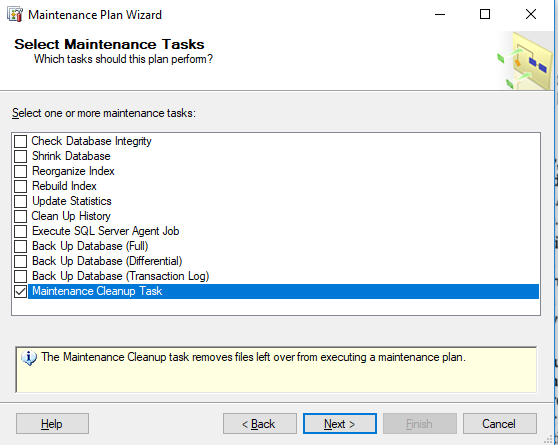 Maintenance Plan Wizard
Select Maintenance Tasks
Which tasks should this plan perform?
Select one or more maintenance tasks:
Check Database Integrity
Shrink Database
Reorganize Index
Rebuild Index
Update Statistics
Clean Up History
Execute SQL Server Agent Job
Back Up Database (Full)
Back Up Database (Differential)
Back Up Database (Transaction Log)
Maintenance Cleanup Task
The Maintenance Cleanup task removes files left over from executing a maintenance plan.
Help
< Back
Next >
Finish
Cancel